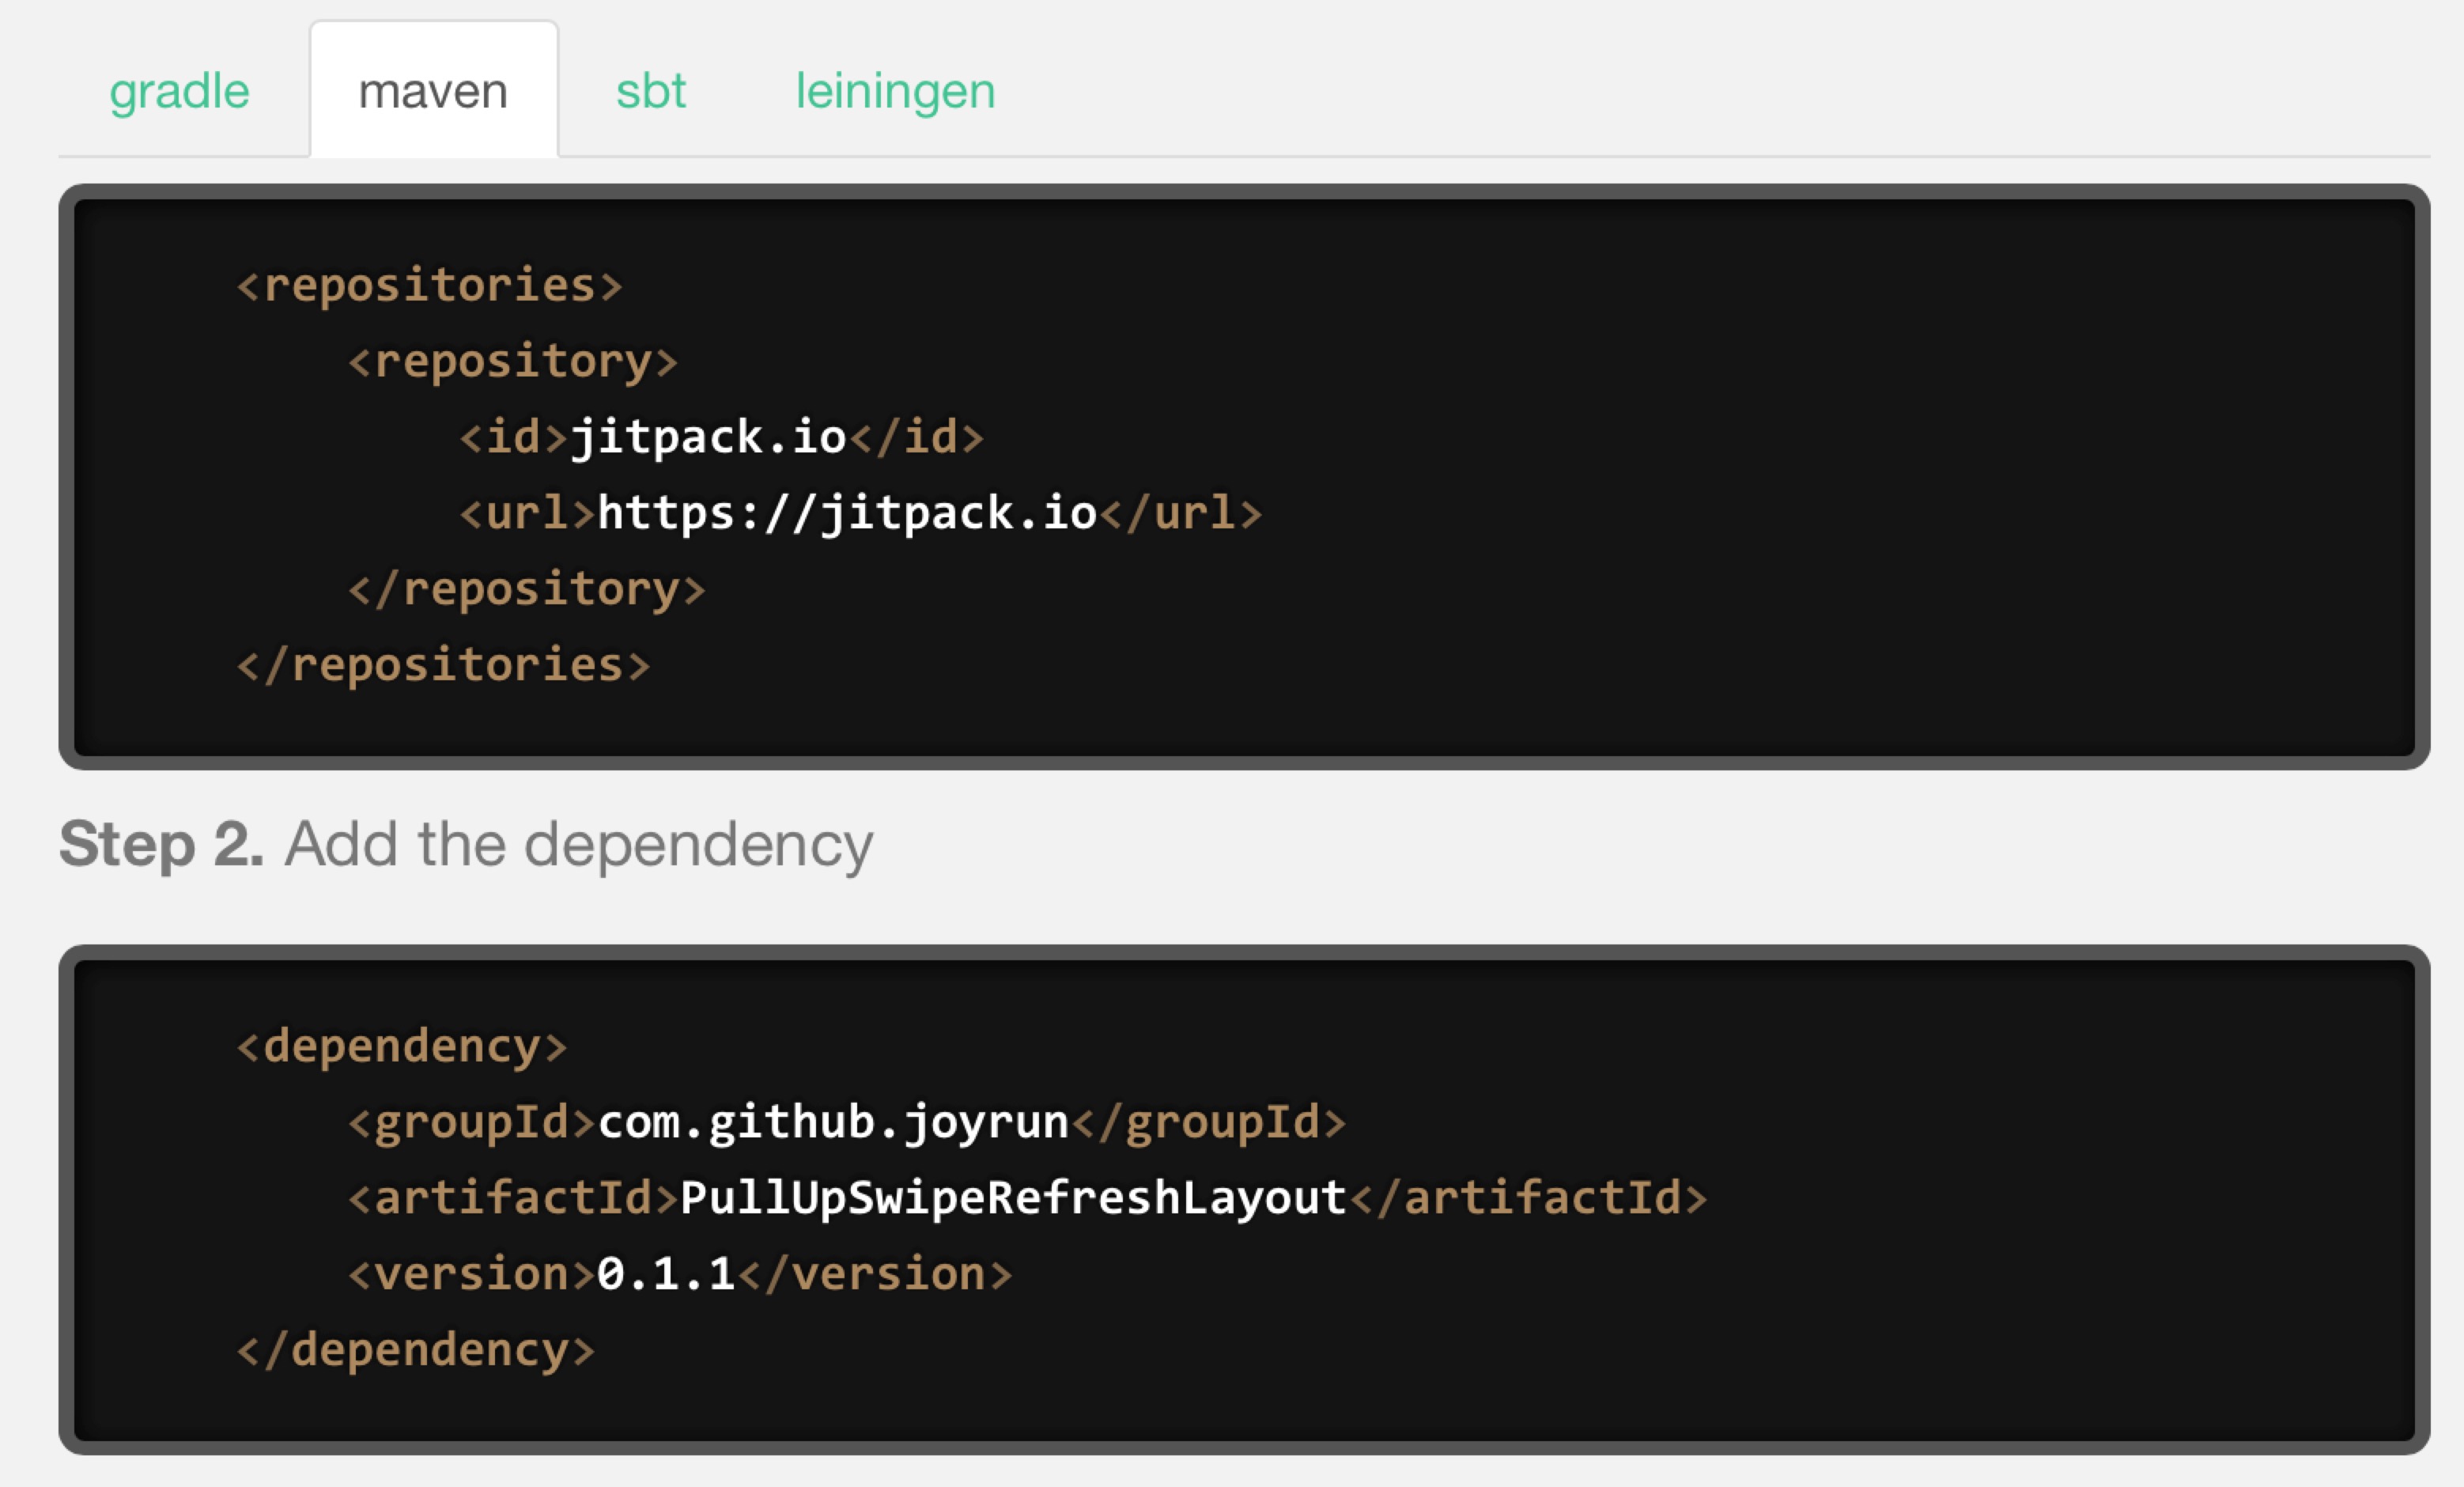 gradle maven sbt leiningen
<repositories>
<repository>
<id>jitpack.io</id>
<url>https://jitpack.io</url>
</repository>
</repositories>
Step 2. Add the dependency
<dependency>
<groupId>com.github.joyrun</groupId>
<artifactId>PullUpSwipeRefreshLayout</artifactId>
<version>0.1.1</version>
</dependency>